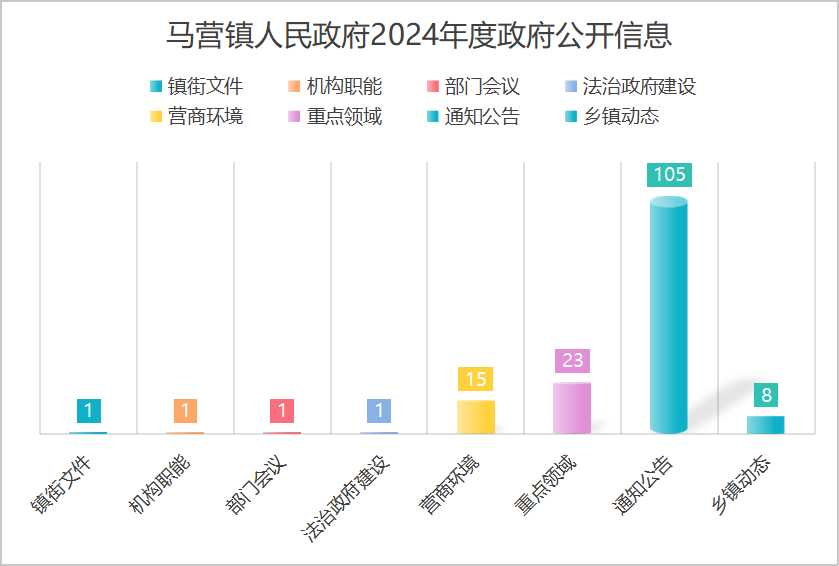 马营镇人民政府2024年度政府公开信息
镇街文件 机构职能 部门会议 法治政府建设
营商环境 重点领域 通知公告 乡镇动态
1 1 1 1 15 23 105 8
镇街文件 机构职能 部门会议 法治政府建设 营商环境 重点领域 通知公告 乡镇动态